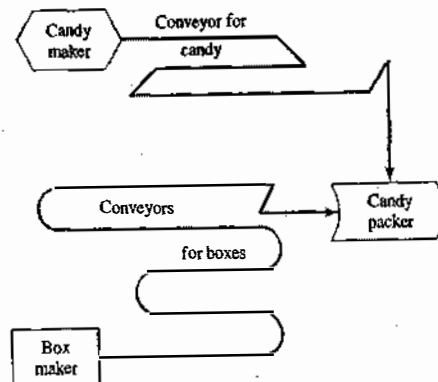 Candy
maker
Conveyor for
candy
Conveyors
for boxes
Candy
packer
Box
maker